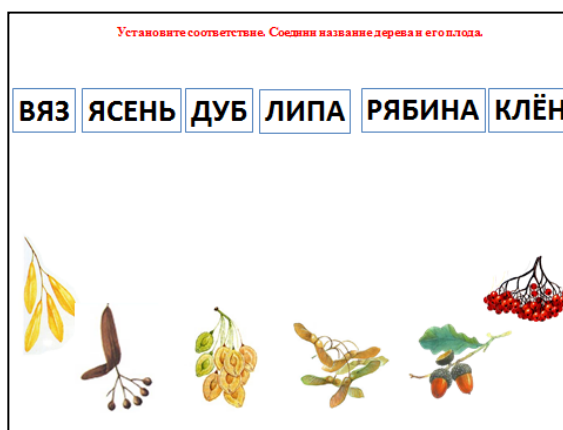 Установите соответствие. Соедини название дерева и его плода.
ВЯЗ ЯСЕНЬ ДУБ ЛИПА РЯБИНА КЛЁН